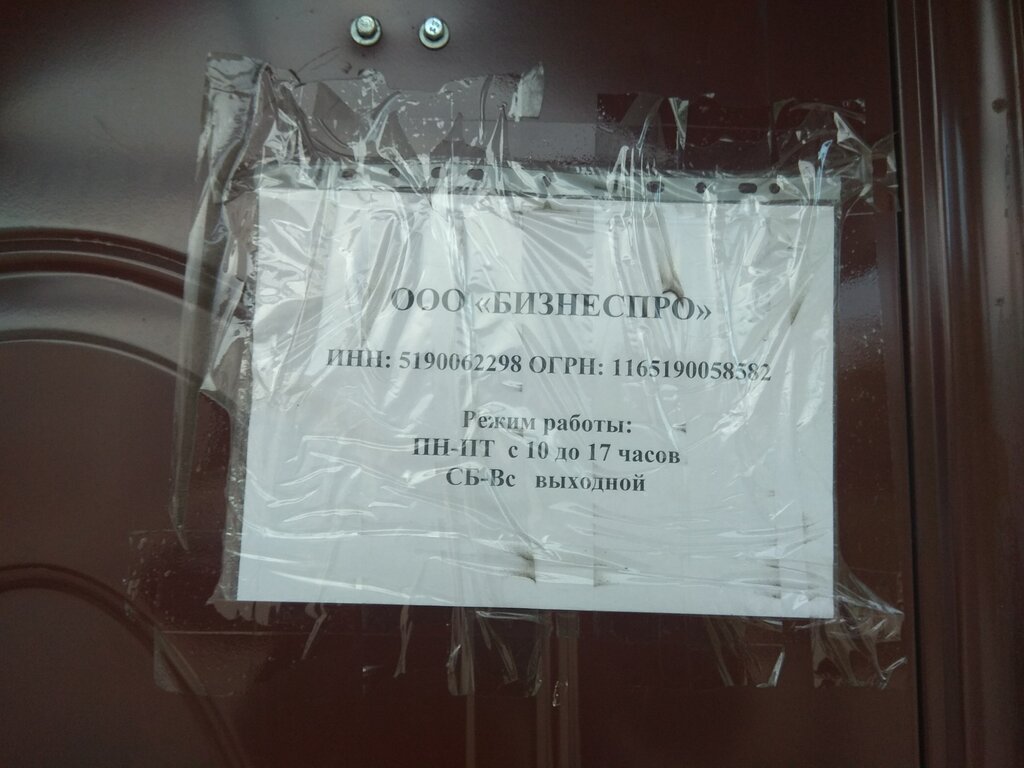 ООО «БИЗНЕСПРО»
ИНН: 5190062298 ОГРН: 1165190058582
Режим работы:
ПН-ПТ с 10 до 17 часов
СБ-Вс выходной